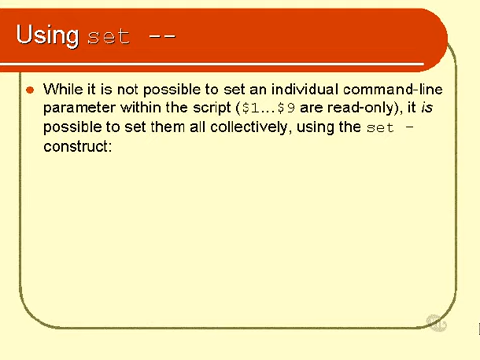 Using set --
While it is not possible to set an individual command-line
parameter within the script ($1...$9 are read-only), it is
possible to set them all collectively, using the set -
construct: